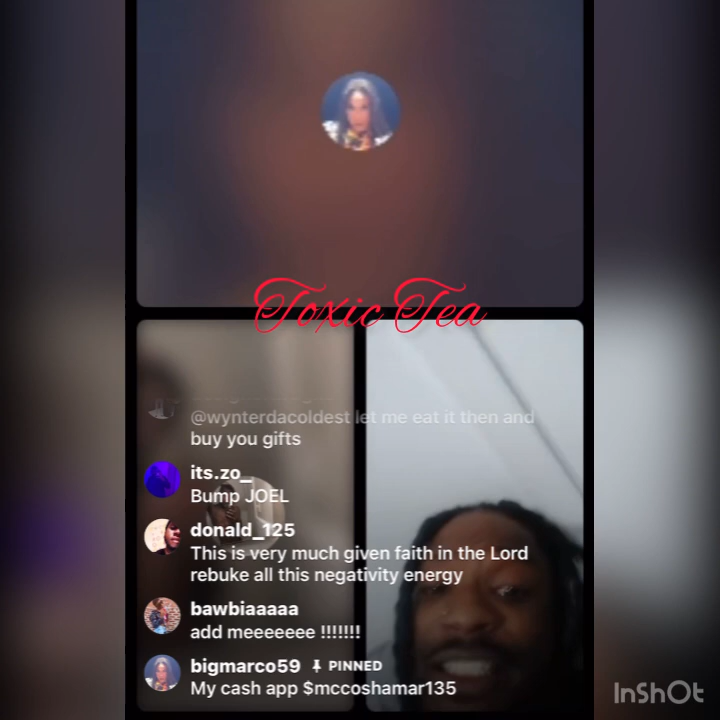 Toxic Tea
@wynterdacoldest let me eat it then and
buy you gifts
its.zo_
Bump JOEL
donald_125
This is very much given faith in the Lord
rebuke all this negativity energy
bawbiaaaaa
add meeeeeee !!!!!!!
bigmarco59 PINNED
My cash app $mccoshamar135
InShOt